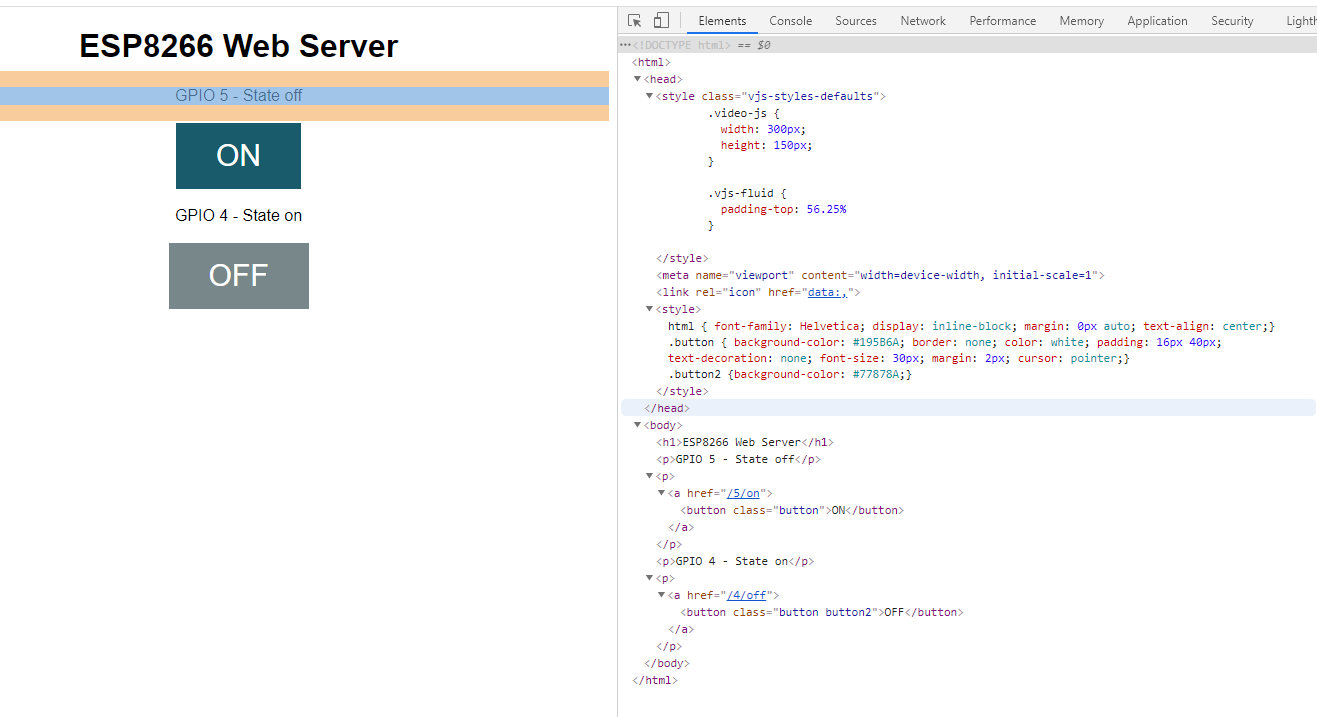 ESP8266 Web Server
GPIO 5 - State off
ON
GPIO 4 - State on
OFF
Elements Console Sources Network Performance Memory Application Security Lighth
•••<!DOCTYPE html> == $0
<html>
▼<head>
▼<style class="vjs-styles-defaults">
.video-js {
width: 300px;
height: 150px;
}
.vjs-fluid {
padding-top: 56.25%
}
</style>
<meta name="viewport" content="width=device-width, initial-scale=1">
<link rel="icon" href="data:,">
▼<style>
html { font-family: Helvetica; display: inline-block; margin: 0px auto; text-align: center;}
.button { background-color: #195B6A; border: none; color: white; padding: 16px 40px;
text-decoration: none; font-size: 30px; margin: 2px; cursor: pointer;}
.button2 {background-color: #77878A;}
</style>
</head>
▼<body>
<h1>ESP8266 Web Server</h1>
<p>GPIO 5 - State off</p>
▼<p>
▼<a href="/5/on">
<button class="button">ON</button>
</a>
</p>
<p>GPIO 4 - State on</p>
▼<p>
▼<a href="/4/off">
<button class="button button2">OFF</button>
</a>
</p>
</body>
</html>